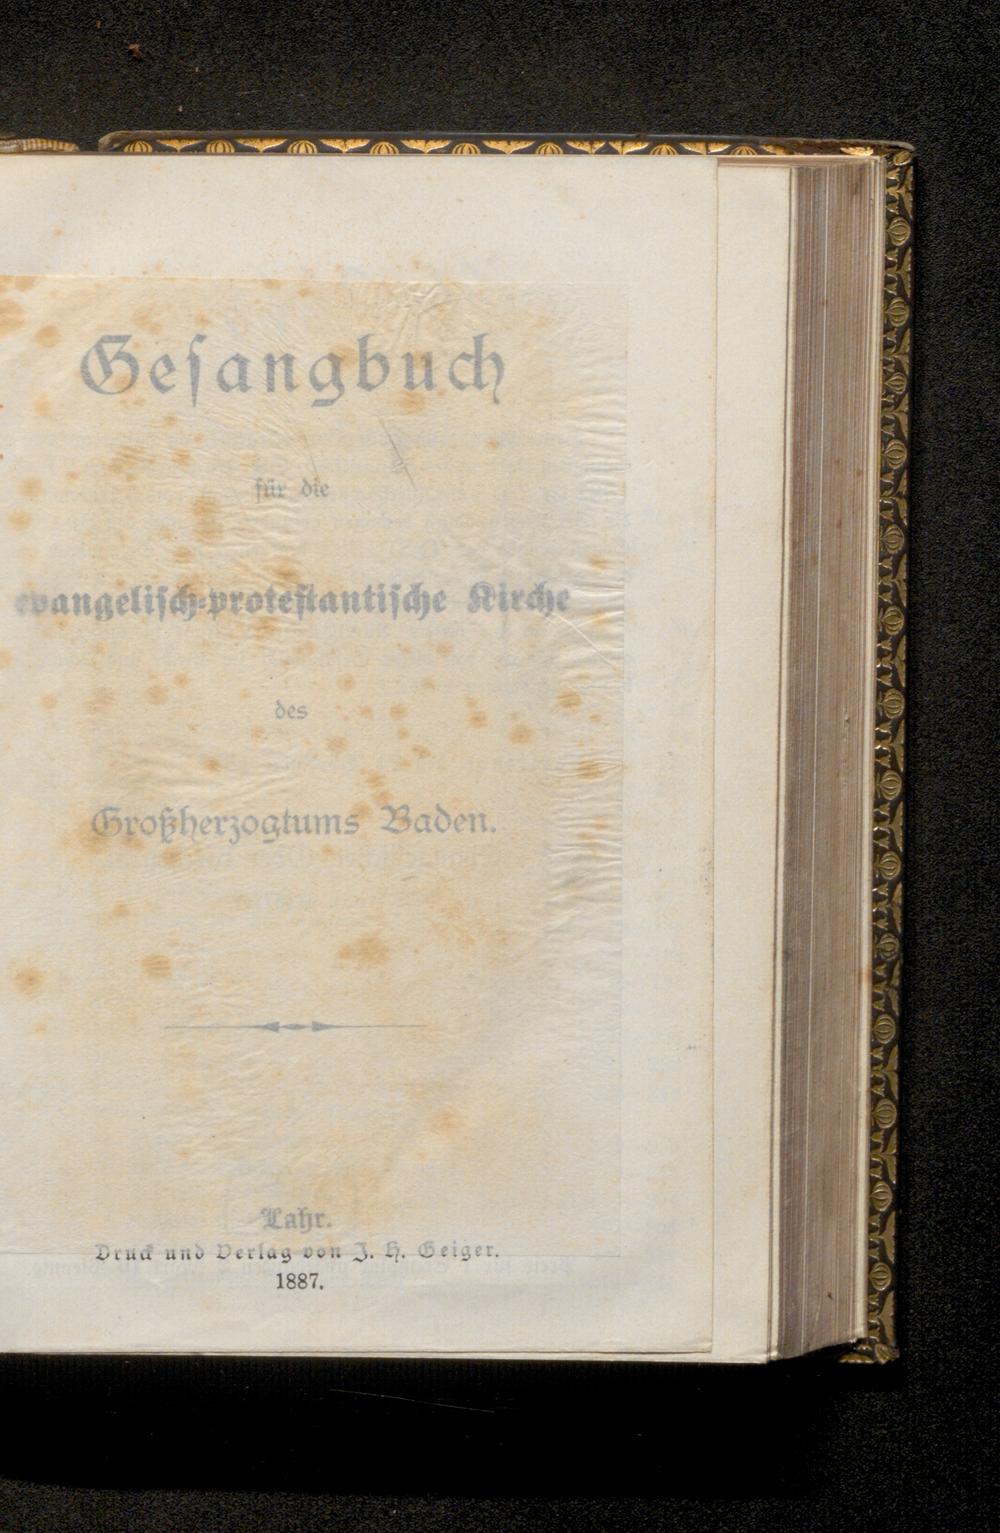 Gesangbuch
für die
evangelisch-protestantische Kirche
des
Großherzogtums Baden.
Lahr.
Druck und Verlag von J. H. Geiger.
1887.